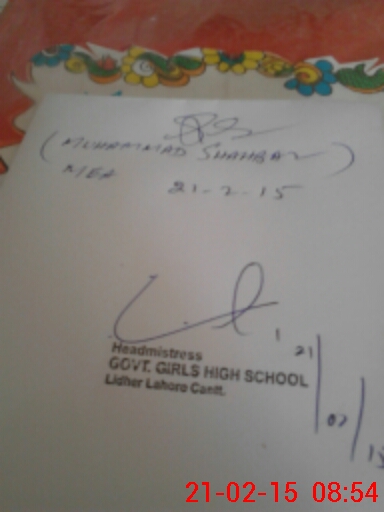 (MUHAMMAD SHAHBAZ)
21-2-15
21
Headmistress
GOVT. GIRLS HIGH SCHOOL
Lidher Lahore Cantt.
02
15
21-02-15 08:54